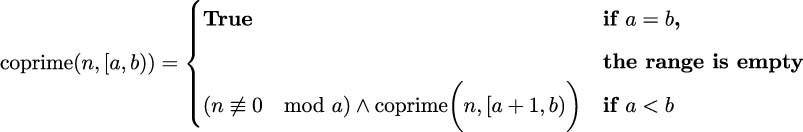 True if a = b,
coprime(n, [a, b)) = the range is empty
(n ≢ 0 mod a) ∧ coprime(n, [a + 1, b)) if a < b